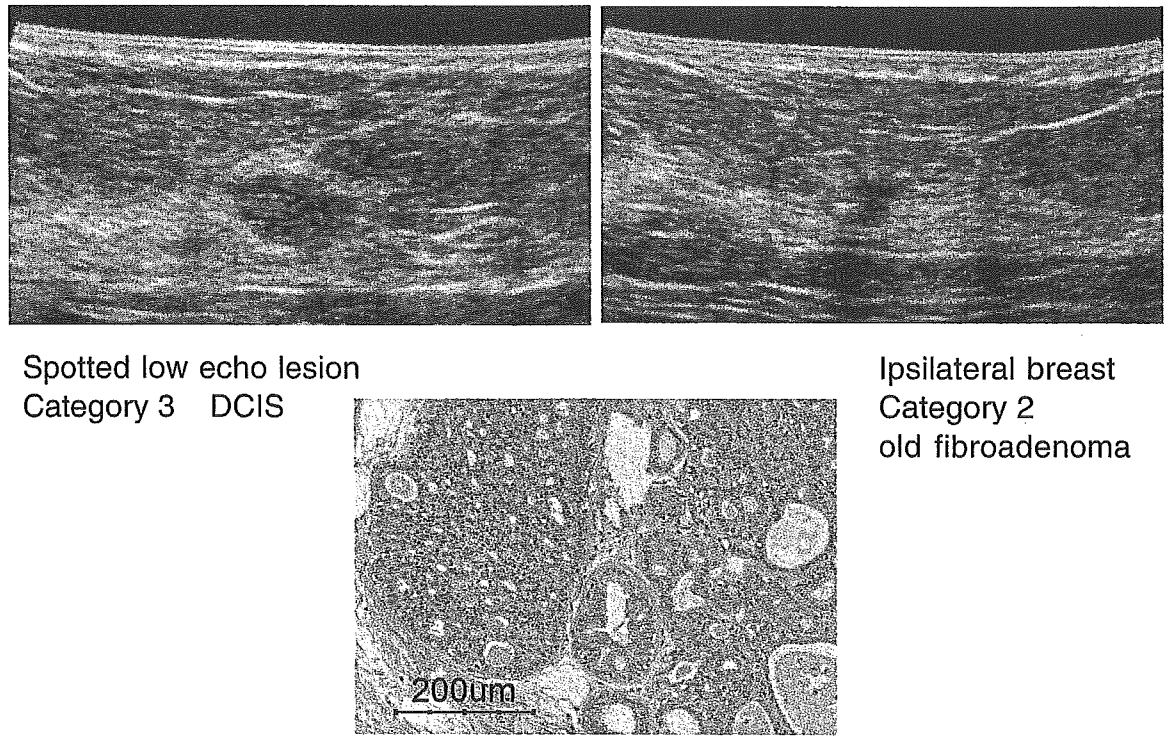 Spotted low echo lesion
Category 3 DCIS
Ipsilateral breast
Category 2
old fibroadenoma
200um